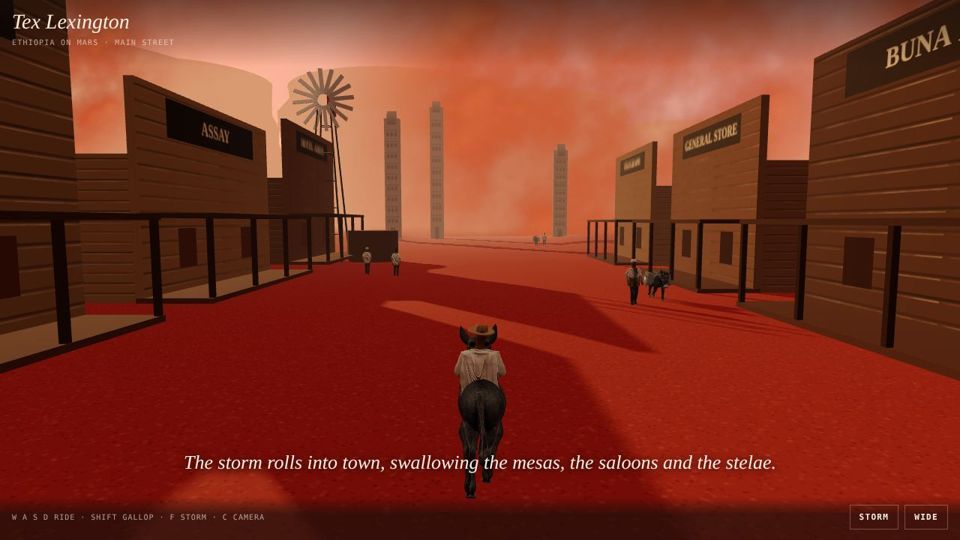 Tex Lexington
ETHIOPIA ON MARS · MAIN STREET
BUNA
ASSAY
GENERAL STORE
The storm rolls into town, swallowing the mesas, the saloons and the stelae.
W A S D RIDE · SHIFT GALLOP · F STORM · C CAMERA
STORM
WIDE